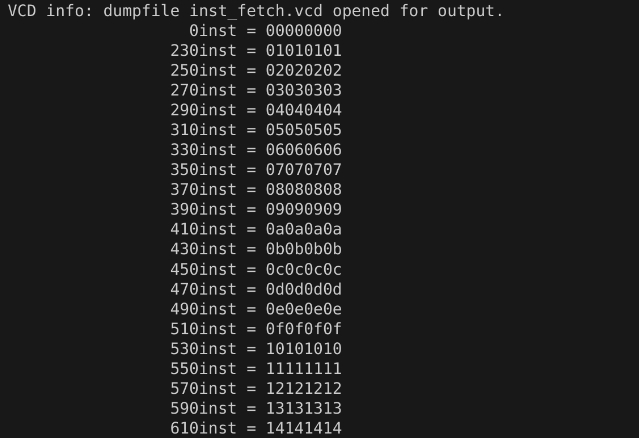 VCD info: dumpfile inst_fetch.vcd opened for output.
0inst = 00000000
230inst = 01010101
250inst = 02020202
270inst = 03030303
290inst = 04040404
310inst = 05050505
330inst = 06060606
350inst = 07070707
370inst = 08080808
390inst = 09090909
410inst = 0a0a0a0a
430inst = 0b0b0b0b
450inst = 0c0c0c0c
470inst = 0d0d0d0d
490inst = 0e0e0e0e
510inst = 0f0f0f0f
530inst = 10101010
550inst = 11111111
570inst = 12121212
590inst = 13131313
610inst = 14141414